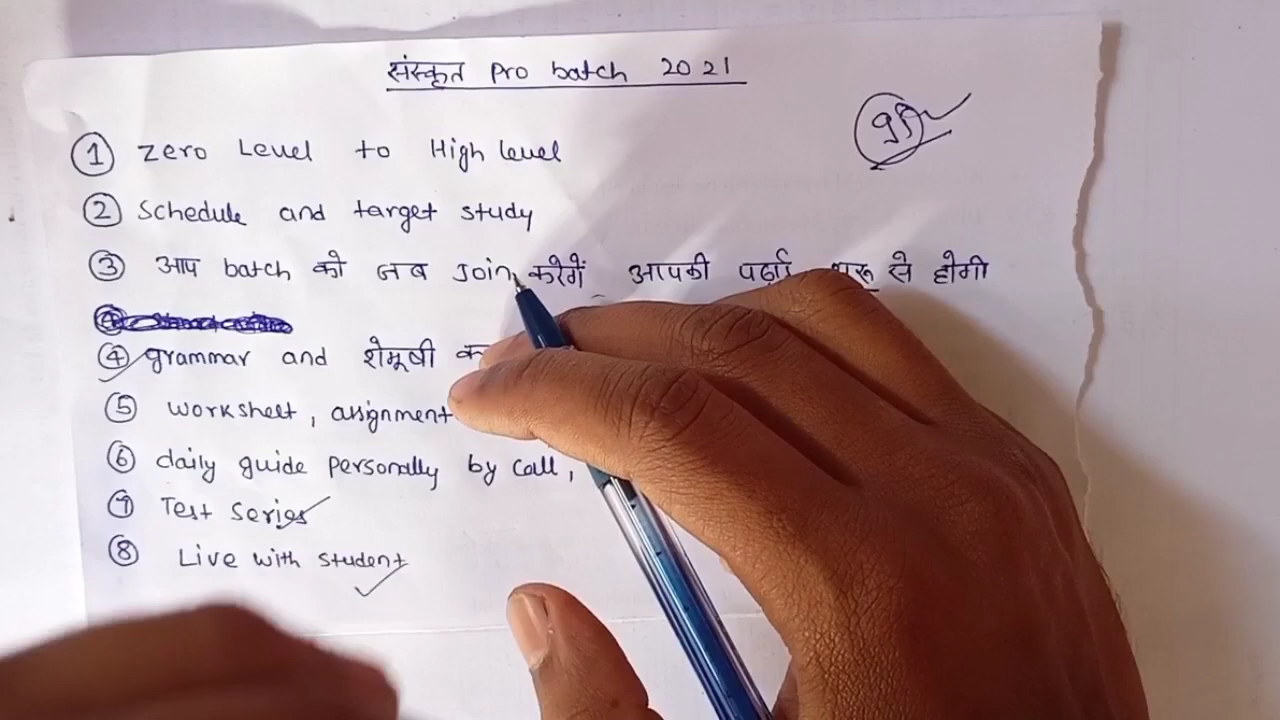 संस्कृत pro batch 2021
① Zero Level to High level
② Schedule and target study
③ आप batch को जब Join करेगें आपकी से होगी
④ grammar and शेमूषी
⑤ worksheet, assignment
⑥ daily guide personally by call,
⑦ Test series
⑧ Live with student